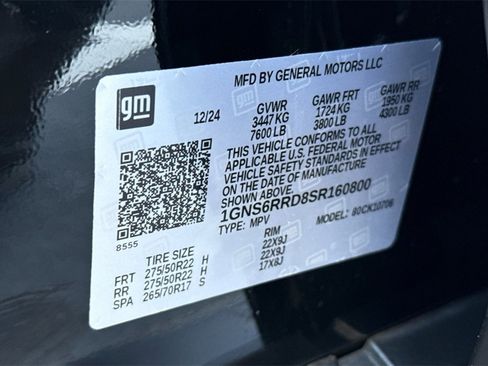 gm
MFD BY GENERAL MOTORS LLC
12/24 GVWR GAWR FRT GAWR RR
3447 KG 1724 KG 1950 KG
7600 LB 3800 LB 4300 LB
THIS VEHICLE CONFORMS TO ALL
APPLICABLE U.S. FEDERAL MOTOR
VEHICLE SAFETY STANDARDS IN EFFECT
ON THE DATE OF MANUFACTURE
SHOWN ABOVE.
1GNS6RRD8SR160800
TYPE: MPV MODEL: 80CK10706
8555
TIRE SIZE RIM
FRT 275/50R22 H 22X9J
RR 275/50R22 H 22X9J
SPA 265/70R17 S 17X8J